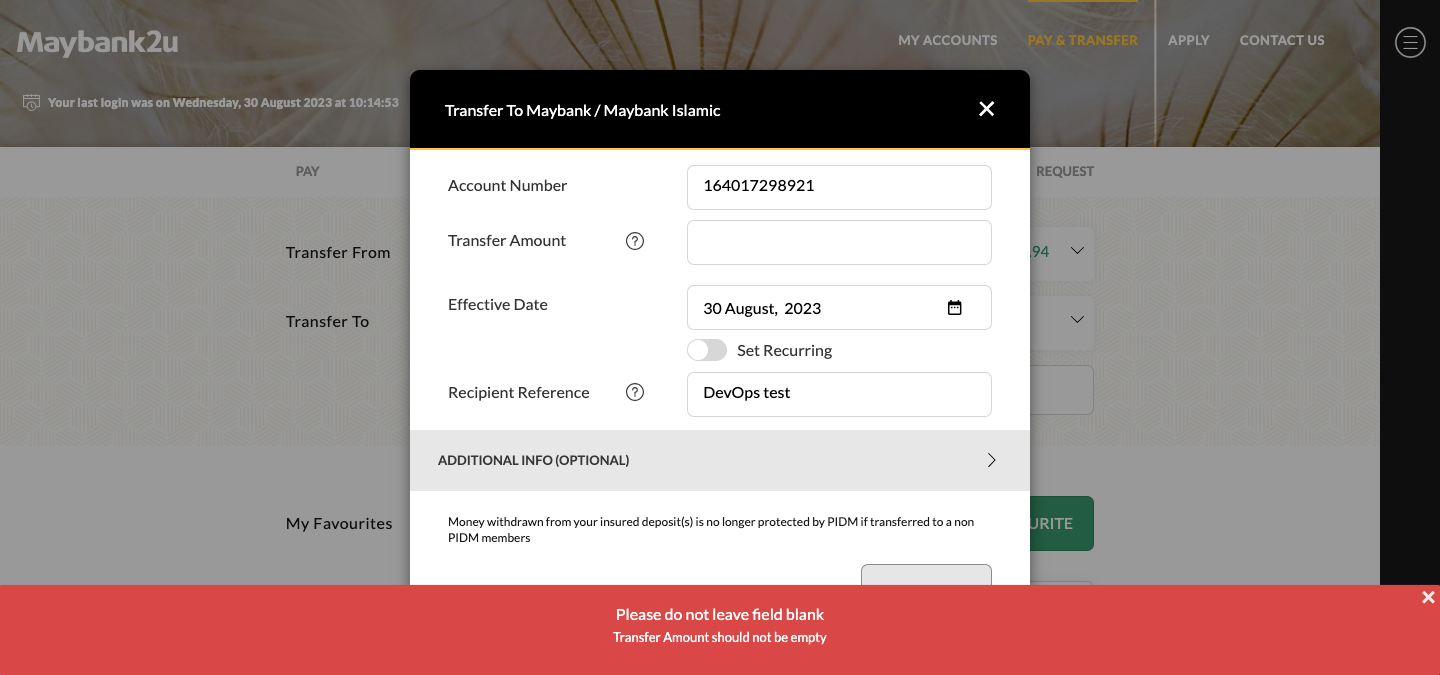 Maybank2u
MY ACCOUNTS
PAY & TRANSFER
APPLY
CONTACT US
Your last login was on Wednesday, 30 August 2023 at 10:14:53
Transfer To Maybank / Maybank Islamic
PAY
REQUEST
Account Number
164017298921
Transfer Amount
Transfer From
.94
Effective Date
30 August, 2023
Transfer To
Set Recurring
Recipient Reference
DevOps test
ADDITIONAL INFO (OPTIONAL)
My Favourites
URITE
Money withdrawn from your insured deposit(s) is no longer protected by PIDM if transferred to a non
PIDM members
Please do not leave field blank
Transfer Amount should not be empty